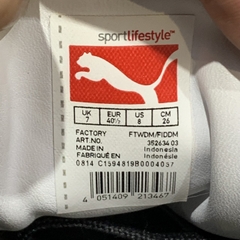 sportlifestyle™
UK EUR US CM
7 40½ 8 26
FACTORY FTWDM/FIDDM
ART.NO. 352634 03
MADE IN Indonesia
FABRIQUÉ EN Indonésie
0814 C1594819B0004057
4 051409 213467